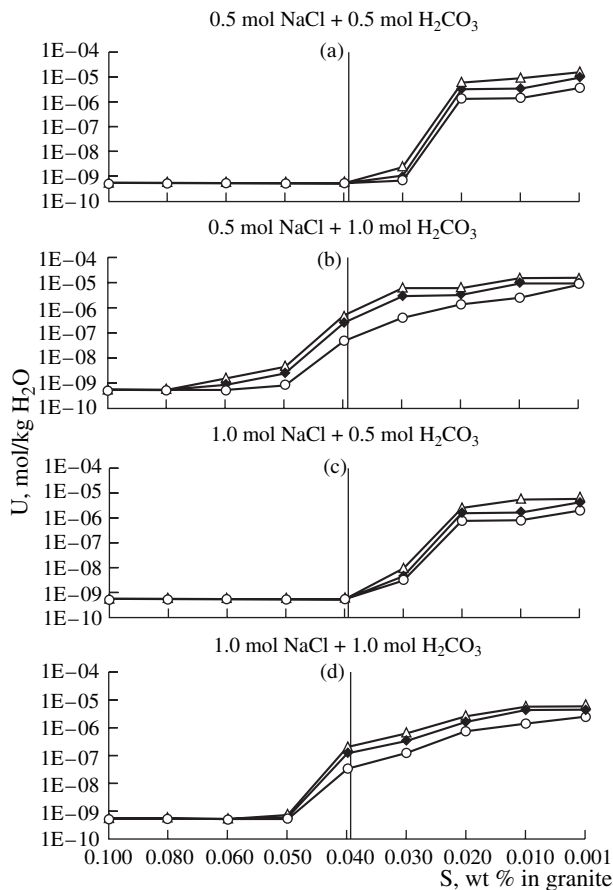 0.5 mol NaCl + 0.5 mol H₂CO₃
(a)
1E−04
1E−05
1E−06
1E−07
1E−08
1E−09
1E−10
0.5 mol NaCl + 1.0 mol H₂CO₃
(b)
1E−04
1E−05
1E−06
1E−07
1E−08
1E−09
1E−10
U, mol/kg H₂O
1.0 mol NaCl + 0.5 mol H₂CO₃
(c)
1E−04
1E−05
1E−06
1E−07
1E−08
1E−09
1E−10
1.0 mol NaCl + 1.0 mol H₂CO₃
(d)
1E−04
1E−05
1E−06
1E−07
1E−08
1E−09
1E−10
0.100 0.080 0.060 0.050 0.040 0.030 0.020 0.010 0.001
S, wt % in granite